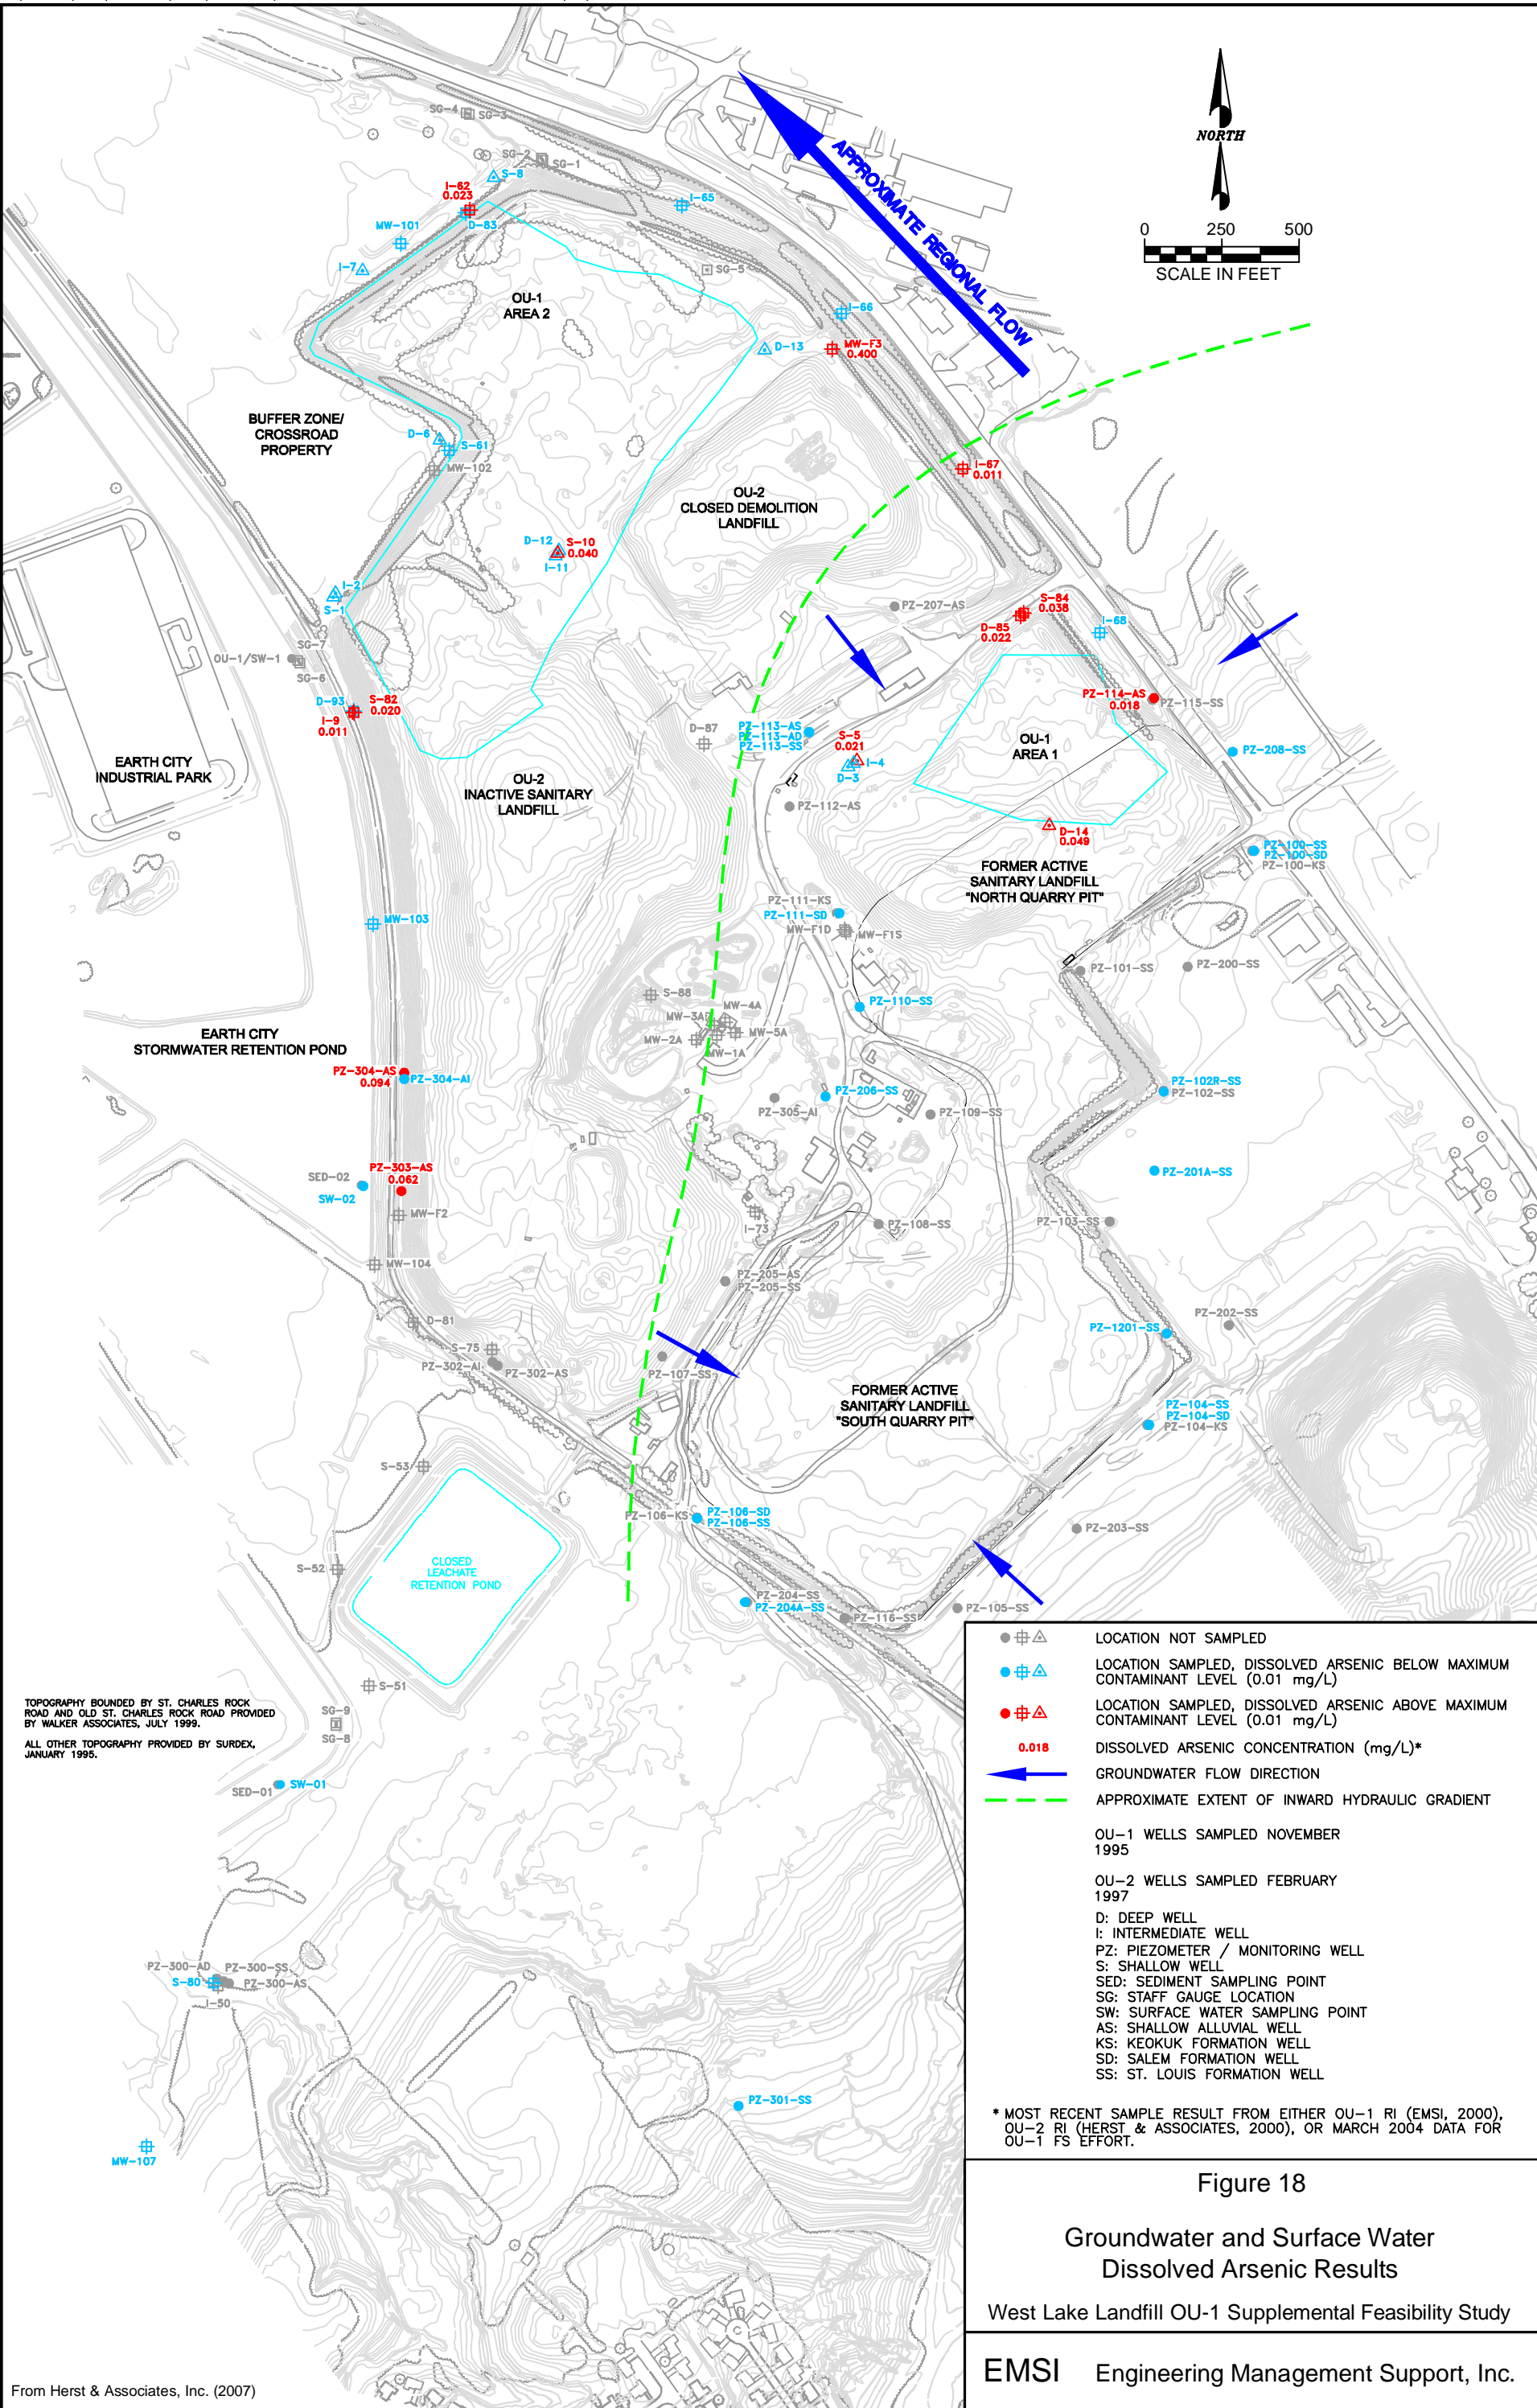 SG-4
SG-3
SG-2
SG-1
S-8
I-62
0.023
D-83
MW-101
I-7
I-65
SG-5
APPROXIMATE REGIONAL FLOW
NORTH
0 250 500
SCALE IN FEET
OU-1
AREA 2
I-66
D-13
MW-F3
0.400
BUFFER ZONE/
CROSSROAD
PROPERTY
D-6
S-61
MW-102
I-67
0.011
OU-2
CLOSED DEMOLITION
LANDFILL
D-12
S-10
0.040
I-11
I-2
S-1
PZ-207-AS
S-84
0.038
D-85
0.022
I-68
SG-7
OU-1/SW-1
SG-6
D-93
S-82
0.020
I-9
0.011
D-87
PZ-113-AS
PZ-113-AD
PZ-113-SS
S-5
0.021
I-4
D-3
PZ-114-AS
0.018
PZ-115-SS
OU-1
AREA 1
PZ-208-SS
EARTH CITY
INDUSTRIAL PARK
OU-2
INACTIVE SANITARY
LANDFILL
PZ-112-AS
D-14
0.049
PZ-100-SS
PZ-100-SD
PZ-100-KS
FORMER ACTIVE
SANITARY LANDFILL
"NORTH QUARRY PIT"
PZ-111-KS
PZ-111-SD
MW-F1D
MW-F1S
MW-103
PZ-101-SS
PZ-200-SS
S-88
PZ-110-SS
MW-4A
MW-3A
MW-5A
MW-2A
MW-1A
EARTH CITY
STORMWATER RETENTION POND
PZ-304-AS
0.094
PZ-304-AI
PZ-206-SS
PZ-305-AI
PZ-109-SS
PZ-102R-SS
PZ-102-SS
PZ-303-AS
0.062
SED-02
SW-02
PZ-201A-SS
MW-F2
I-73
PZ-108-SS
PZ-103-SS
MW-104
PZ-205-AS
PZ-205-SS
D-81
PZ-202-SS
PZ-1201-SS
S-75
PZ-302-AI
PZ-302-AS
PZ-107-SS
FORMER ACTIVE
SANITARY LANDFILL
"SOUTH QUARRY PIT"
PZ-104-SS
PZ-104-SD
PZ-104-KS
S-53
PZ-106-KS
PZ-106-SD
PZ-106-SS
PZ-203-SS
S-52
CLOSED
LEACHATE
RETENTION POND
PZ-204-SS
PZ-204A-SS
PZ-116-SS
PZ-105-SS
S-51
SG-9
SG-8
TOPOGRAPHY BOUNDED BY ST. CHARLES ROCK
ROAD AND OLD ST. CHARLES ROCK ROAD PROVIDED
BY WALKER ASSOCIATES, JULY 1999.
ALL OTHER TOPOGRAPHY PROVIDED BY SURDEX,
JANUARY 1995.
SED-01
SW-01
PZ-300-AD
PZ-300-SS
S-80
PZ-300-AS
I-50
PZ-301-SS
MW-107
LOCATION NOT SAMPLED
LOCATION SAMPLED, DISSOLVED ARSENIC BELOW MAXIMUM
CONTAMINANT LEVEL (0.01 mg/L)
LOCATION SAMPLED, DISSOLVED ARSENIC ABOVE MAXIMUM
CONTAMINANT LEVEL (0.01 mg/L)
0.018 DISSOLVED ARSENIC CONCENTRATION (mg/L)*
GROUNDWATER FLOW DIRECTION
APPROXIMATE EXTENT OF INWARD HYDRAULIC GRADIENT
OU-1 WELLS SAMPLED NOVEMBER
1995
OU-2 WELLS SAMPLED FEBRUARY
1997
D: DEEP WELL
I: INTERMEDIATE WELL
PZ: PIEZOMETER / MONITORING WELL
S: SHALLOW WELL
SED: SEDIMENT SAMPLING POINT
SG: STAFF GAUGE LOCATION
SW: SURFACE WATER SAMPLING POINT
AS: SHALLOW ALLUVIAL WELL
KS: KEOKUK FORMATION WELL
SD: SALEM FORMATION WELL
SS: ST. LOUIS FORMATION WELL
* MOST RECENT SAMPLE RESULT FROM EITHER OU-1 RI (EMSI, 2000),
OU-2 RI (HERST & ASSOCIATES, 2000), OR MARCH 2004 DATA FOR
OU-1 FS EFFORT.
Figure 18
Groundwater and Surface Water
Dissolved Arsenic Results
West Lake Landfill OU-1 Supplemental Feasibility Study
EMSI Engineering Management Support, Inc.
From Herst & Associates, Inc. (2007)